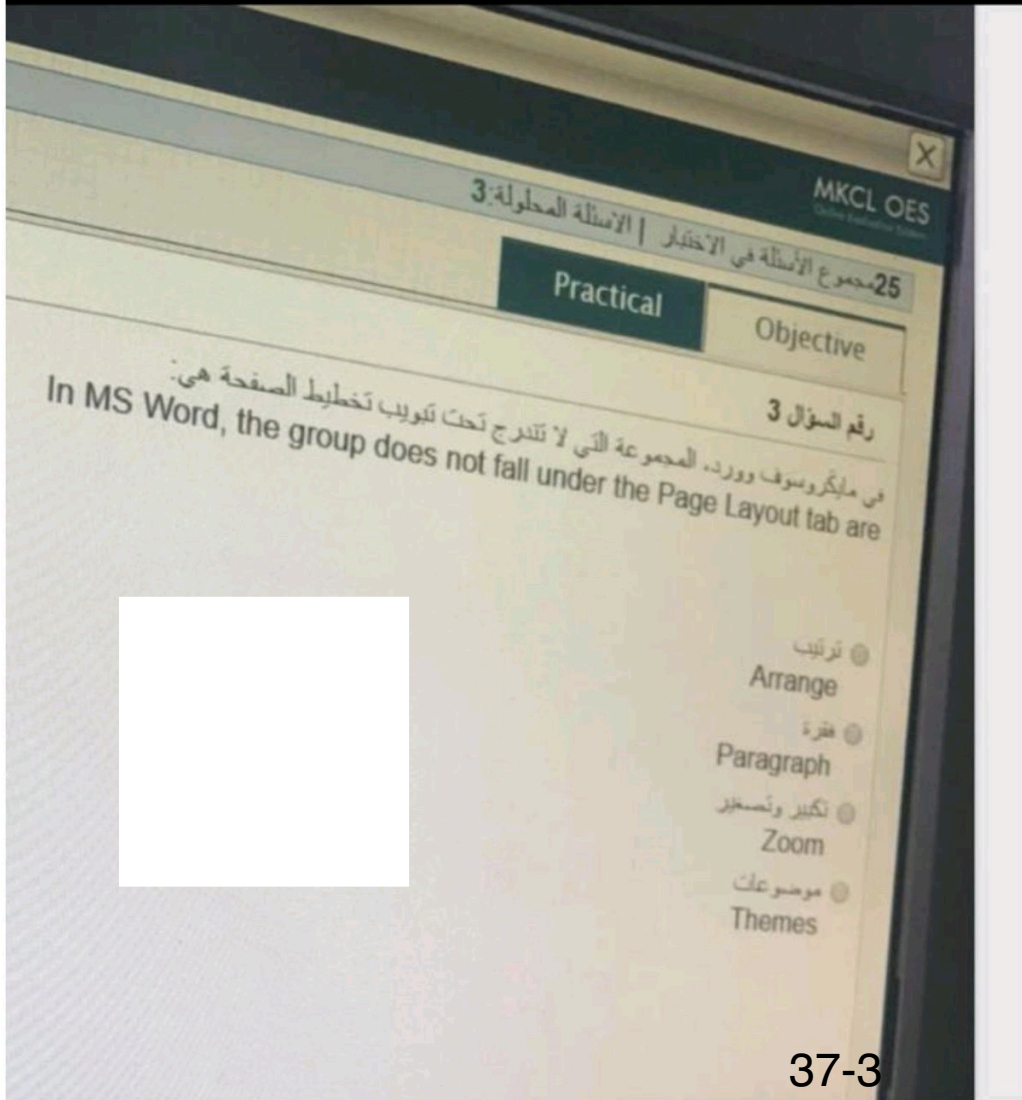 X
MKCL OES
25مجموع الأسئلة في الاختبار | الاسئلة المحلولة:3
Practical
Objective
رقم السؤال 3
في مايكروسوف وورد، المجموعة التي لا تندرج تحت تبويب تخطيط الصفحة هي:
In MS Word, the group does not fall under the Page Layout tab are
ترتيب
Arrange
فقرة
Paragraph
تكبير وتصغير
Zoom
موضوعات
Themes
37-3